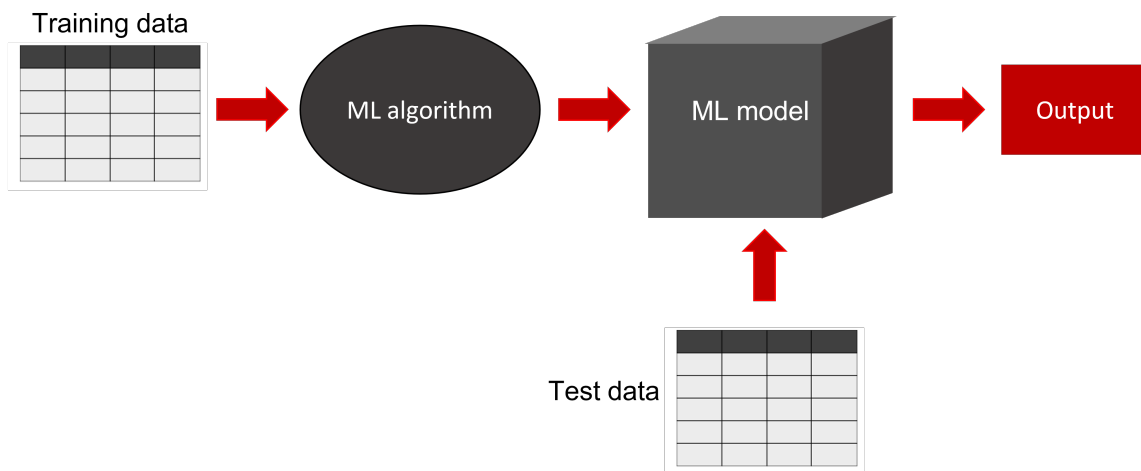 Training data
ML algorithm
ML model
Output
Test data